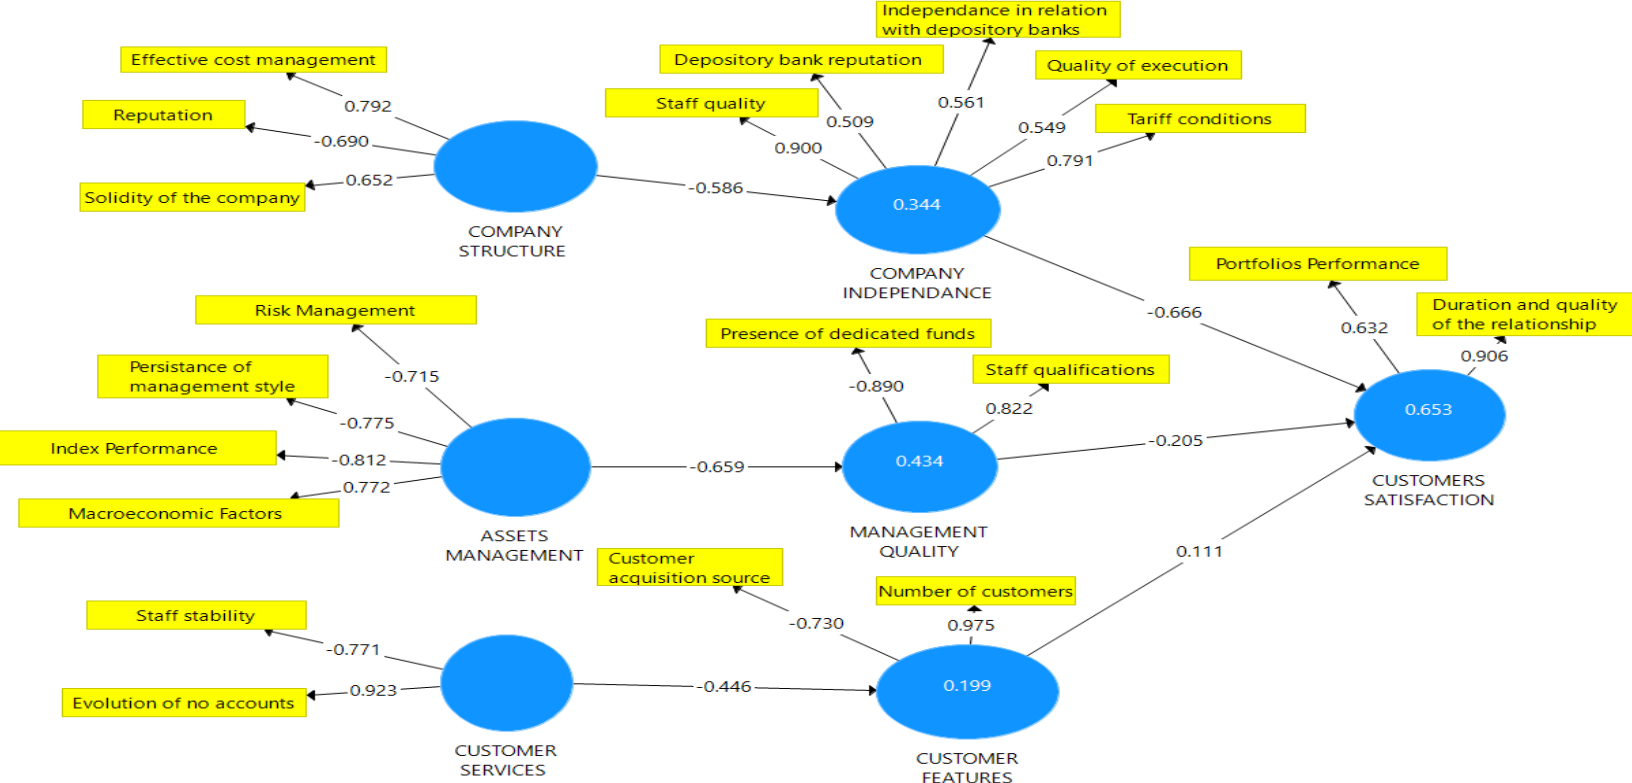 Independance in relation
with depository banks
Effective cost management
Depository bank reputation
Quality of execution
0.792
Staff quality
0.561
Reputation
0.509
0.549
Tariff conditions
-0.690
0.900
0.791
0.652
Solidity of the company
-0.586
0.344
COMPANY
STRUCTURE
COMPANY
INDEPENDANCE
Portfolios Performance
Risk Management
-0.666
Duration and quality
of the relationship
Presence of dedicated funds
0.632
0.906
Persistance of
management style
-0.715
-0.890
Staff qualifications
-0.775
0.822
0.653
Index Performance
-0.812
-0.659
0.434
-0.205
0.772
CUSTOMERS
SATISFACTION
Macroeconomic Factors
ASSETS
MANAGEMENT
MANAGEMENT
QUALITY
0.111
Customer
acquisition source
Number of customers
Staff stability
-0.730
0.975
-0.771
0.923
-0.446
0.199
Evolution of no accounts
CUSTOMER
SERVICES
CUSTOMER
FEATURES